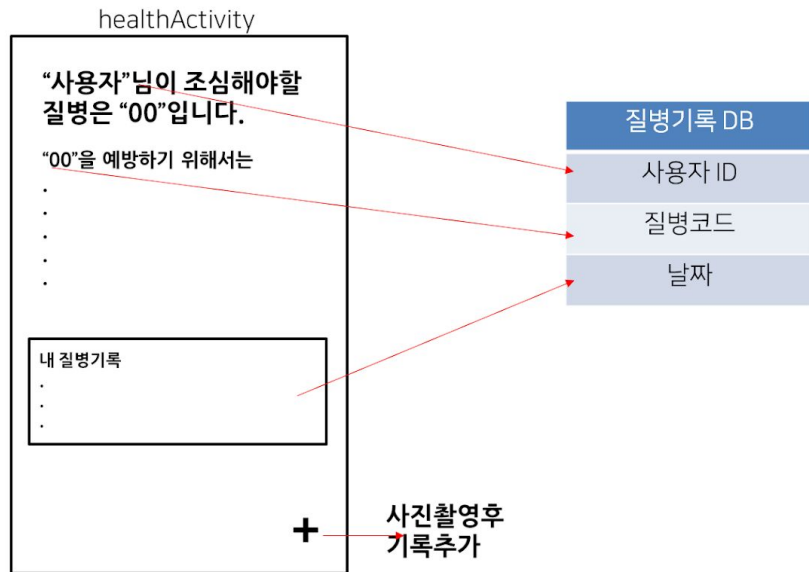 healthActivity
“사용자”님이 조심해야할
질병은 “00”입니다.
“00”을 예방하기 위해서는
.
.
.
.
.
내 질병기록
.
.
.
+
사진촬영후
기록추가
질병기록 DB
사용자 ID
질병코드
날짜